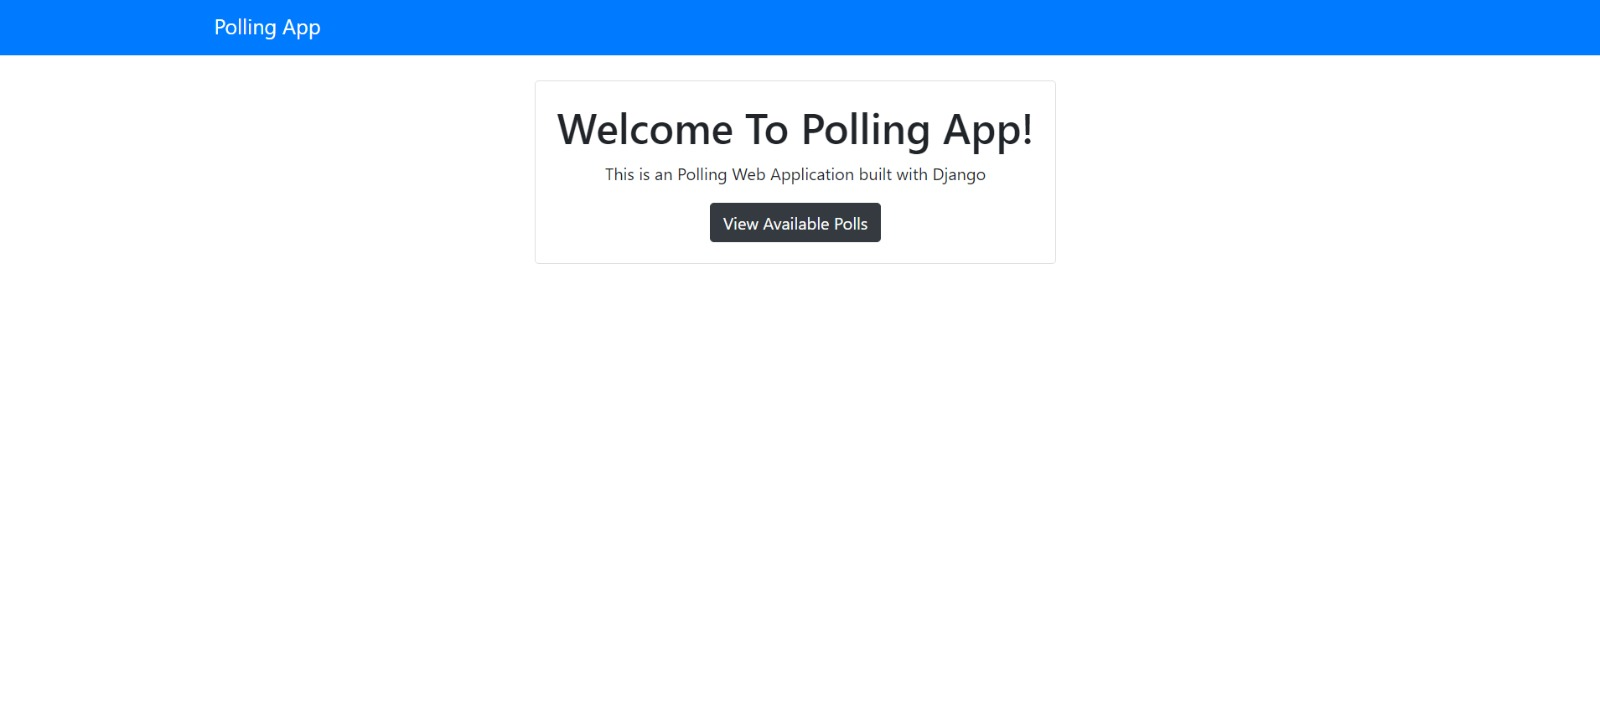 Polling App
Welcome To Polling App!
This is an Polling Web Application built with Django
View Available Polls